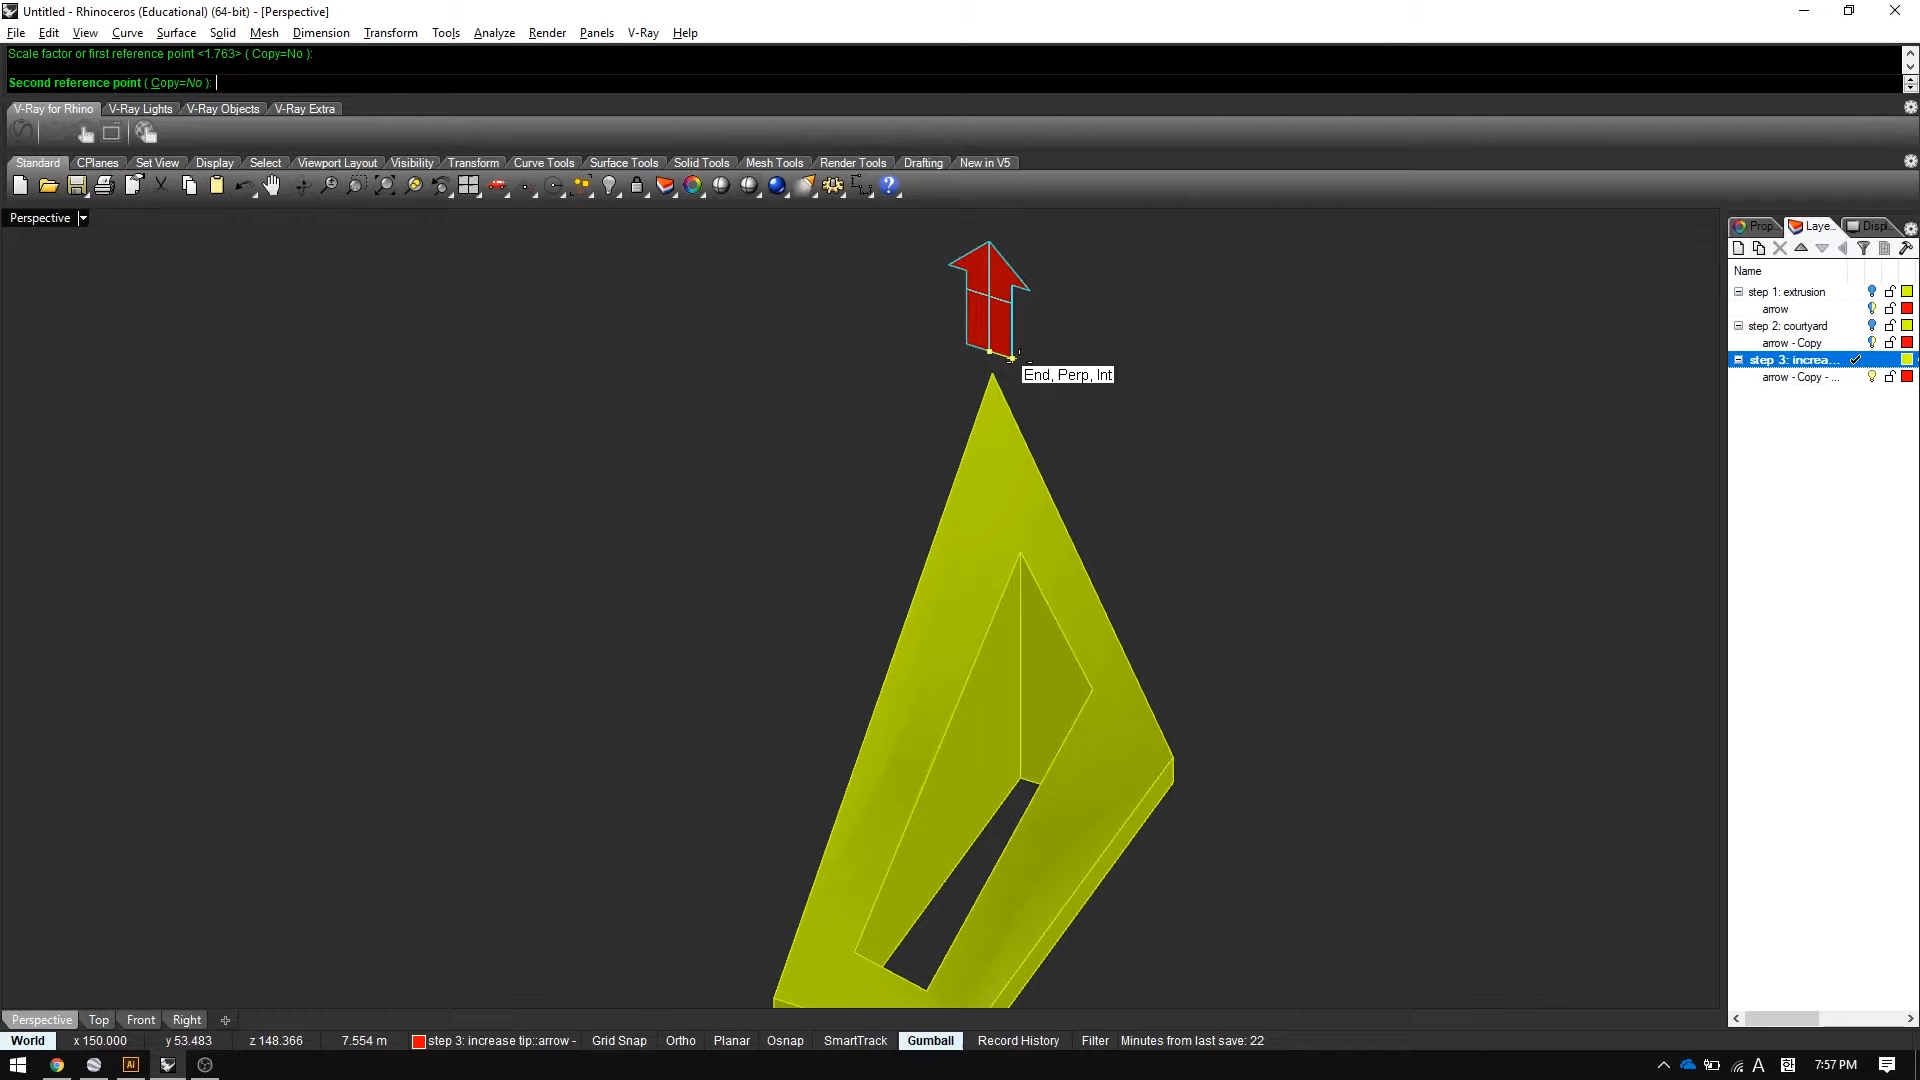 Untitled - Rhinoceros (Educational) (64-bit) - [Perspective]
File Edit View Curve Surface Solid Mesh Dimension Transform Tools Analyze Render Panels V-Ray Help
Scale factor or first reference point <1.763> ( Copy=No ):
Second reference point ( Copy=No ):
V-Ray for Rhino V-Ray Lights V-Ray Objects V-Ray Extra
Standard CPlanes Set View Display Select Viewport Layout Visibility Transform Curve Tools Surface Tools Solid Tools Mesh Tools Render Tools Drafting New in V5
Perspective
Prop... Laye... Displ...
Name
step 1: extrusion
arrow
step 2: courtyard
arrow - Copy
step 3: increa...
arrow - Copy - ...
End, Perp, Int
Perspective Top Front Right
World x 150.000 y 53.483 z 148.366 7.554 m step 3: increase tip::arrow - Grid Snap Ortho Planar Osnap SmartTrack Gumball Record History Filter Minutes from last save: 22
Ai A 한 7:57 PM